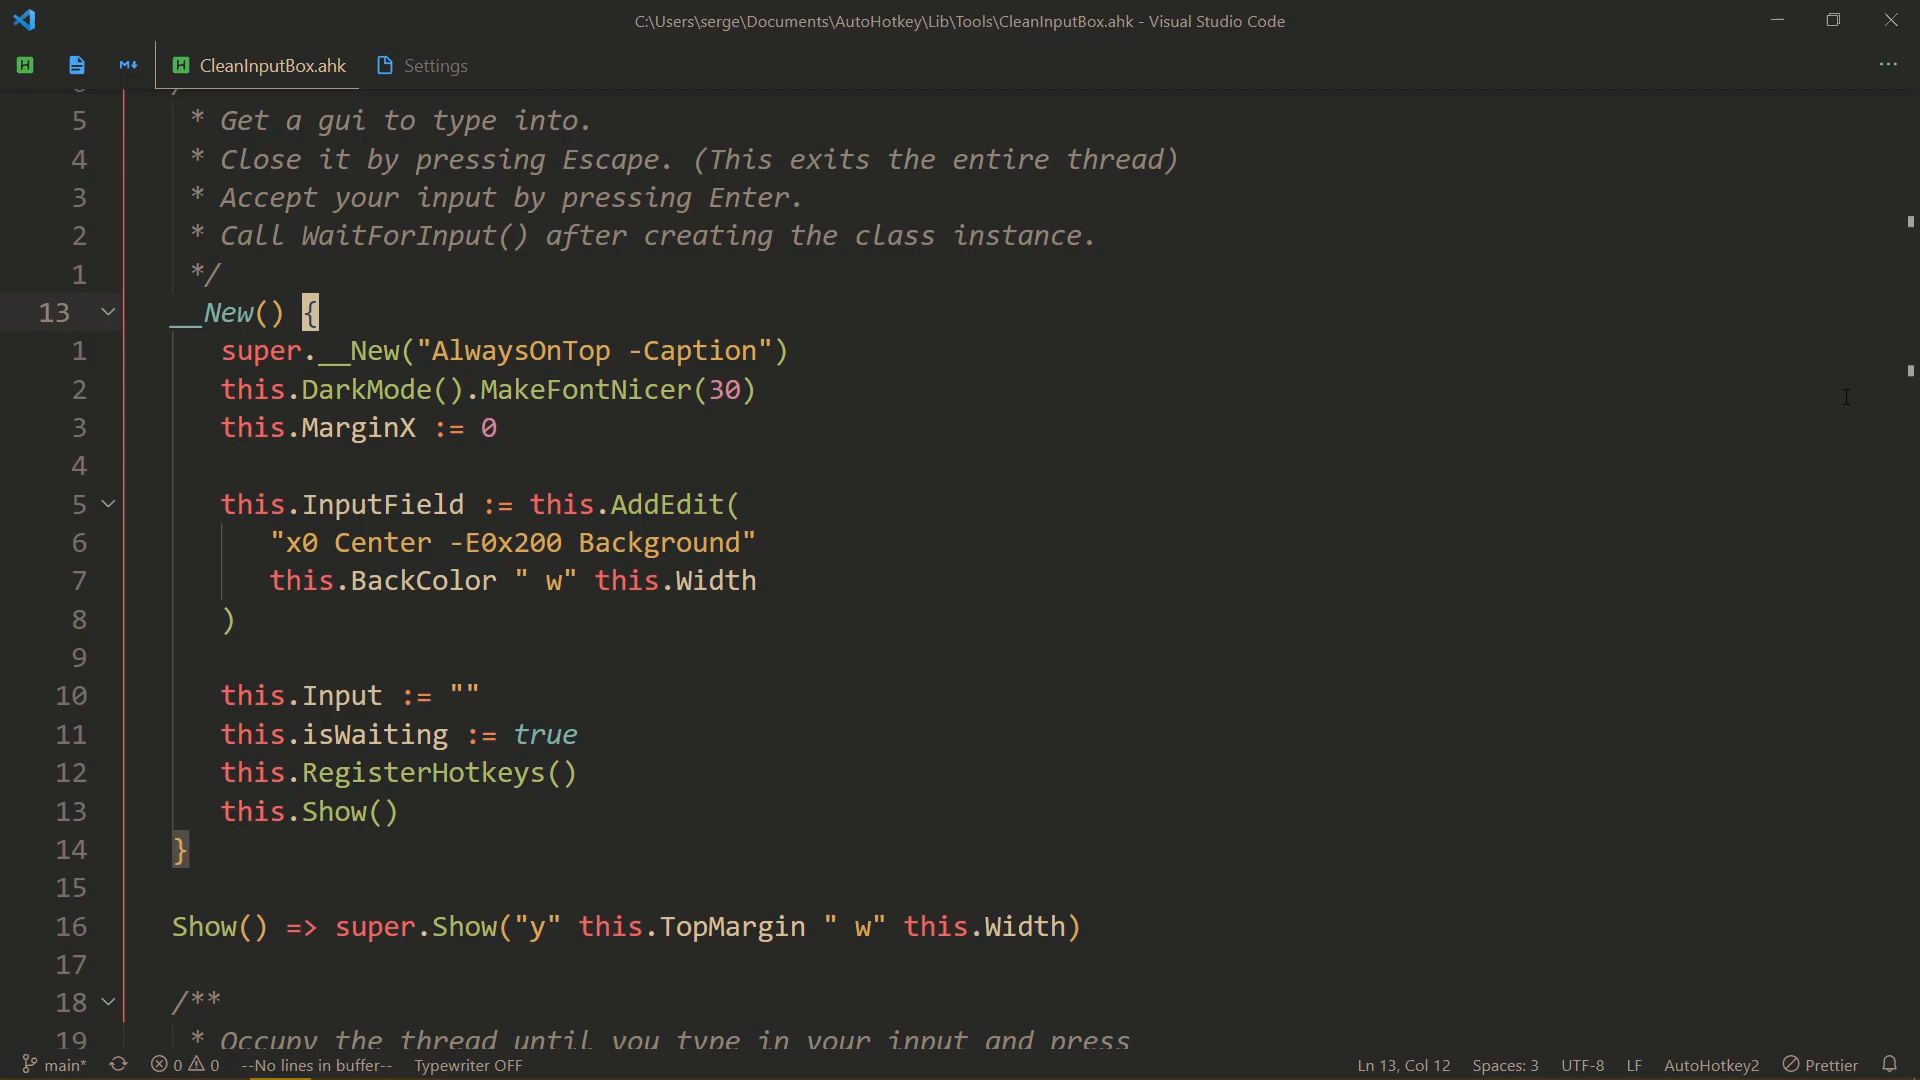 C:\Users\serge\Documents\AutoHotkey\Lib\Tools\CleanInputBox.ahk - Visual Studio Code
H M↓ H CleanInputBox.ahk Settings ...
5 * Get a gui to type into.
4 * Close it by pressing Escape. (This exits the entire thread)
3 * Accept your input by pressing Enter.
2 * Call WaitForInput() after creating the class instance.
1 */
13 __New() {
1 super.__New("AlwaysOnTop -Caption")
2 this.DarkMode().MakeFontNicer(30)
3 this.MarginX := 0
4
5 this.InputField := this.AddEdit(
6 "x0 Center -E0x200 Background"
7 this.BackColor " w" this.Width
8 )
9
10 this.Input := ""
11 this.isWaiting := true
12 this.RegisterHotkeys()
13 this.Show()
14 }
15
16 Show() => super.Show("y" this.TopMargin " w" this.Width)
17
18 /**
19 * Occupy the thread until you type in your input and press
main* 0 0 --No lines in buffer-- Typewriter OFF Ln 13, Col 12 Spaces: 3 UTF-8 LF AutoHotkey2 Prettier